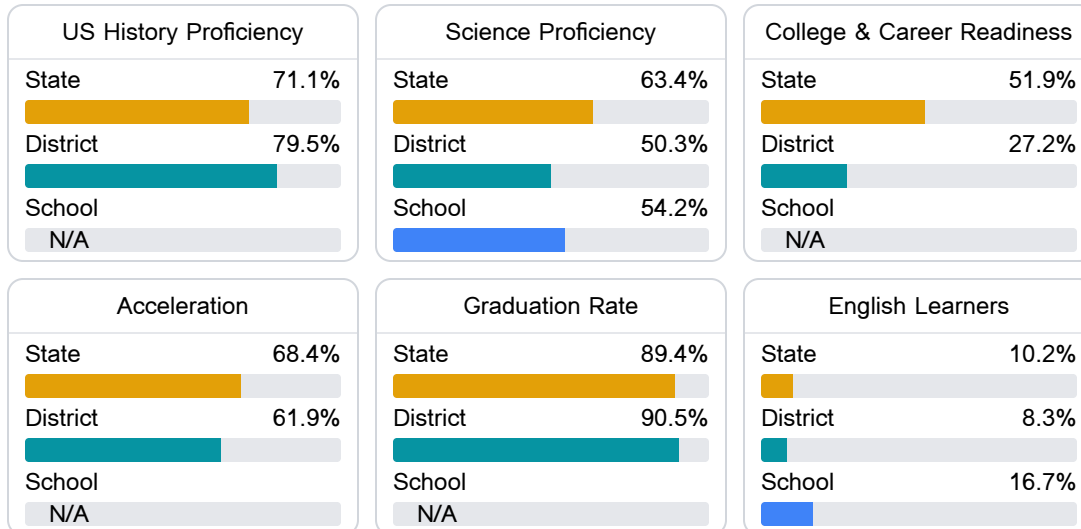 US History Proficiency
State 71.1%
District 79.5%
School
N/A
Science Proficiency
State 63.4%
District 50.3%
School 54.2%
College & Career Readiness
State 51.9%
District 27.2%
School
N/A
Acceleration
State 68.4%
District 61.9%
School
N/A
Graduation Rate
State 89.4%
District 90.5%
School
N/A
English Learners
State 10.2%
District 8.3%
School 16.7%